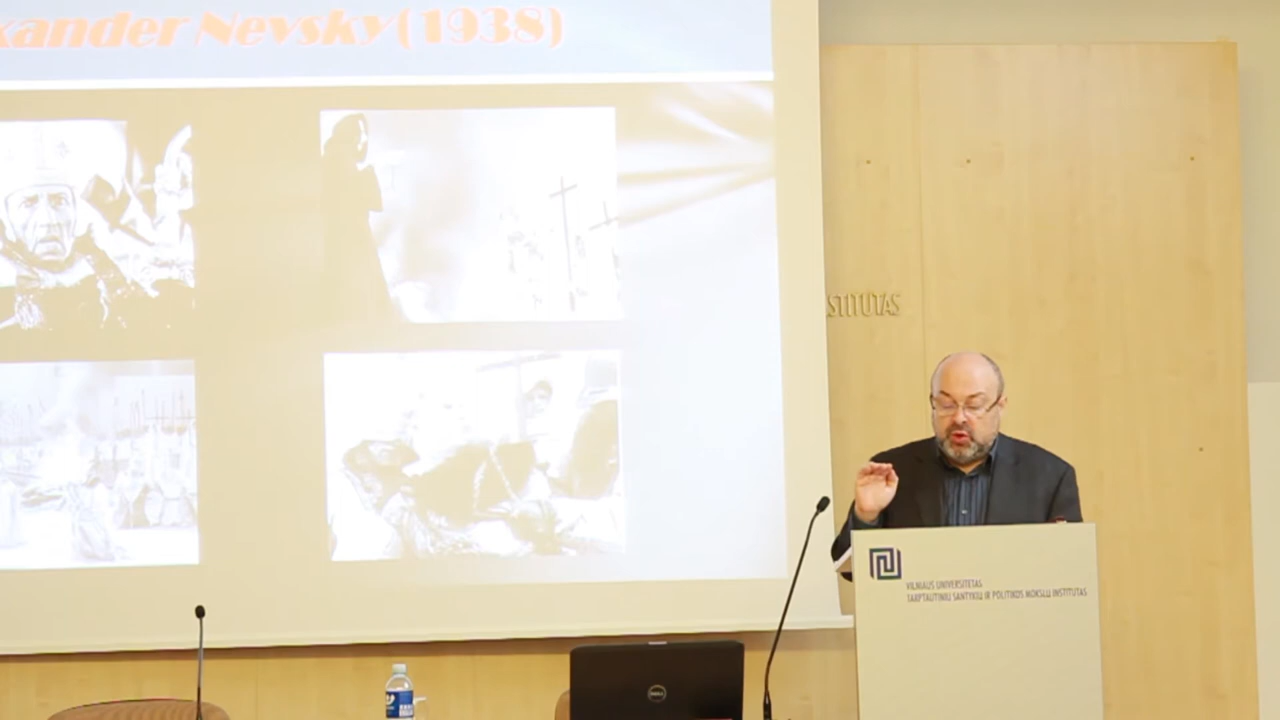 xander Nevsky (1938)
STITUTAS
VILNIAUS UNIVERSITETAS
TARPTAUTINIŲ SANTYKIŲ IR POLITIKOS MOKSLŲ INSTITUTAS
DELL